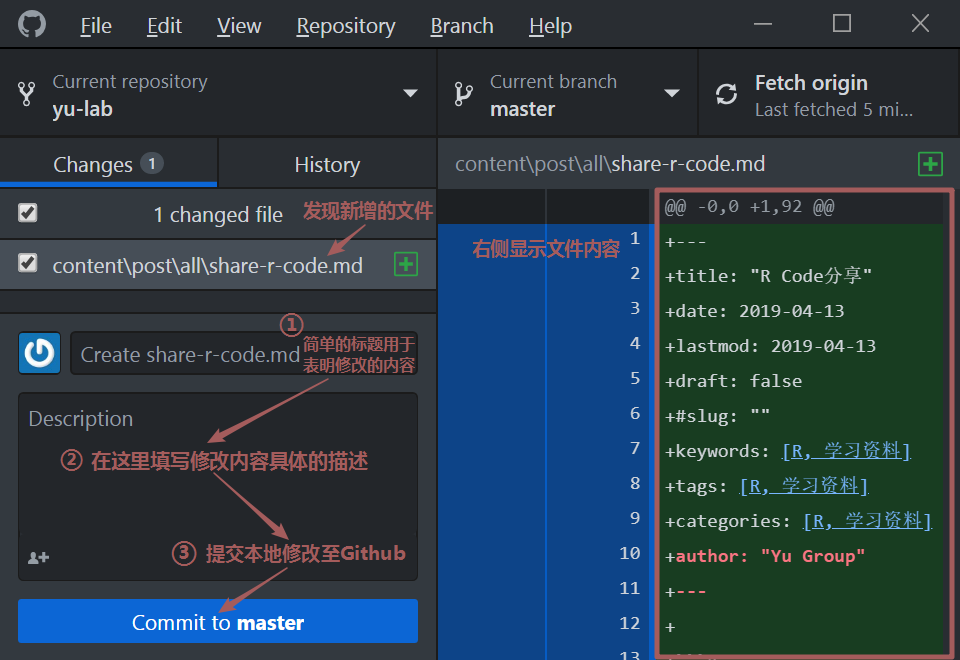 File Edit View Repository Branch Help
Current repository
yu-lab
Current branch
master
Fetch origin
Last fetched 5 mi...
Changes 1
History
1 changed file
发现新增的文件
content\post\all\share-r-code.md
①
Create share-r-code.md
简单的标题用于
表明修改的内容
Description
② 在这里填写修改内容具体的描述
③ 提交本地修改至Github
Commit to master
content\post\all\share-r-code.md
右侧显示文件内容
@@ -0,0 +1,92 @@
1 +---
2 +title: "R Code分享"
3 +date: 2019-04-13
4 +lastmod: 2019-04-13
5 +draft: false
6 +#slug: ""
7 +keywords: [R, 学习资料]
8 +tags: [R, 学习资料]
9 +categories: [R, 学习资料]
10 +author: "Yu Group"
11 +---
12 +
13